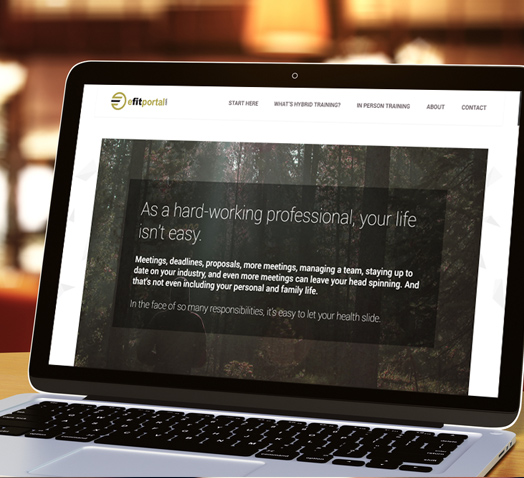 efitportal
START HERE
WHAT'S HYBRID TRAINING?
IN PERSON TRAINING
ABOUT
CONTACT
As a hard-working professional, your life
isn't easy.
Meetings, deadlines, proposals, more meetings, managing a team, staying up to
date on your industry, and even more meetings can leave your head spinning. And
that's not even including your personal and family life.
In the face of so many responsibilities, it's easy to let your health slide.